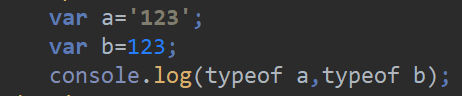 var a='123';
var b=123;
console.log(typeof a,typeof b);